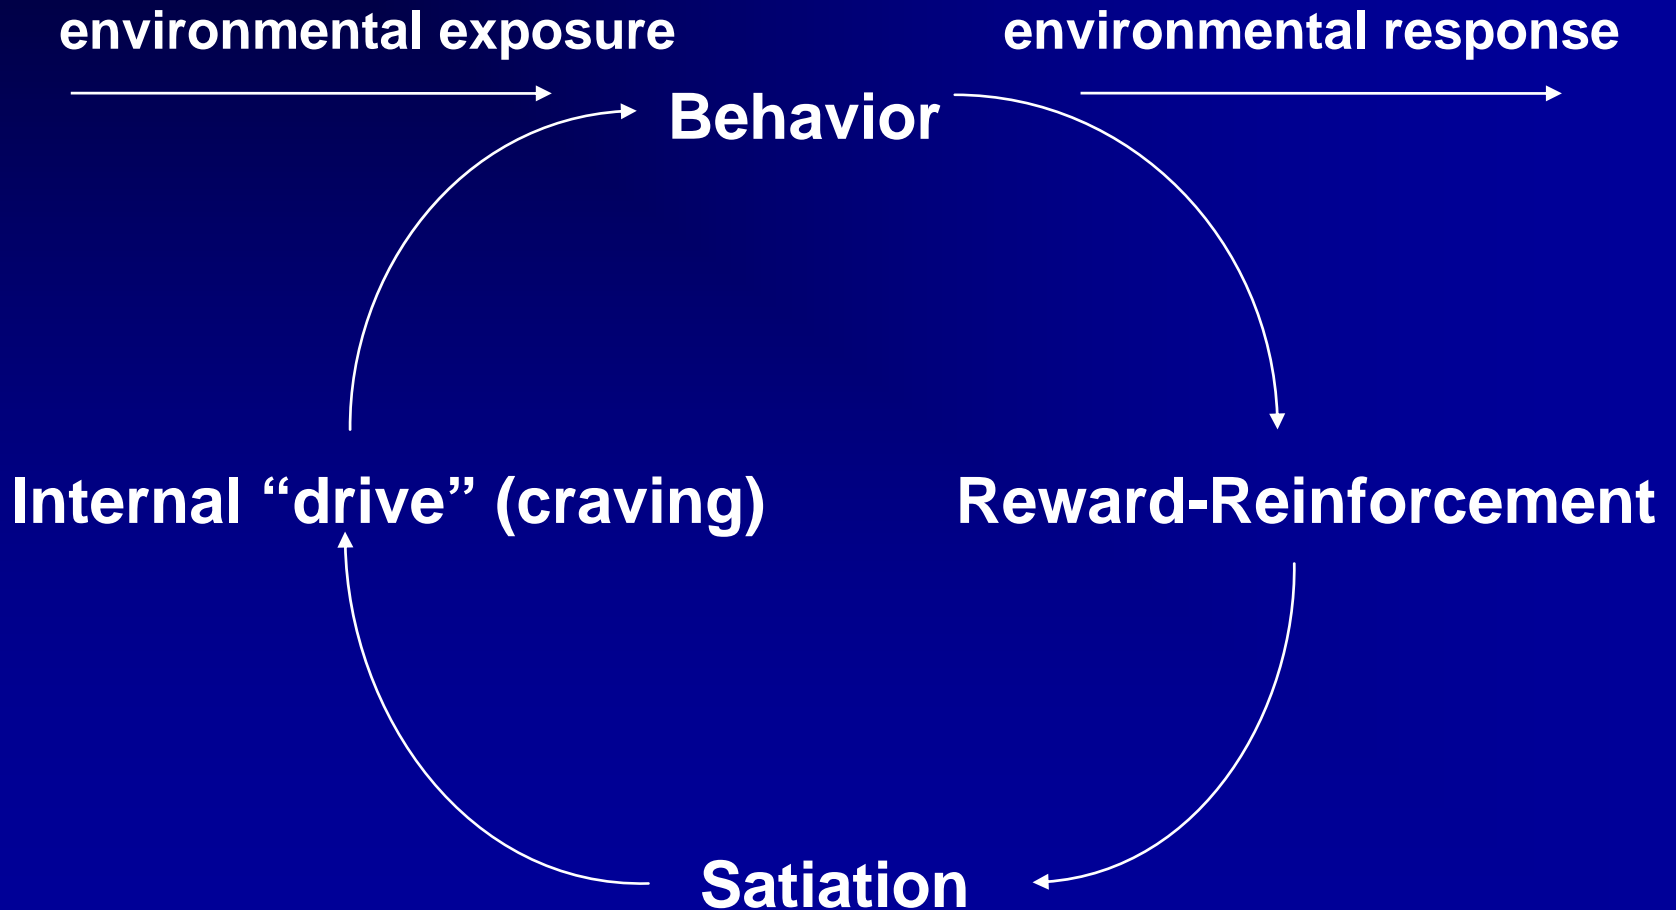 environmental exposure
environmental response
Behavior
Internal “drive” (craving)
Reward-Reinforcement
Satiation